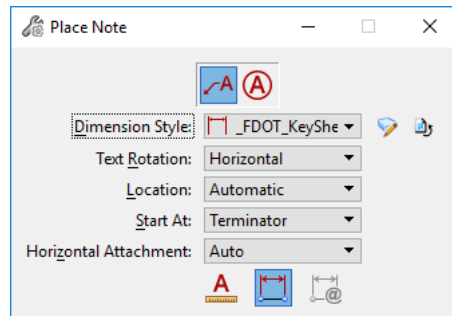 Place Note
A A
Dimension Style: _FDOT_KeyShe
Text Rotation: Horizontal
Location: Automatic
Start At: Terminator
Horizontal Attachment: Auto
A @